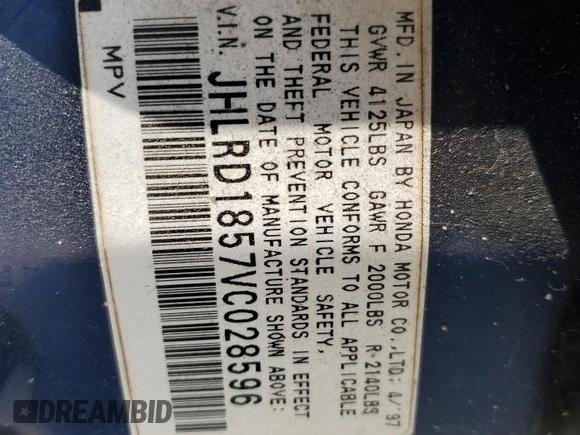 MFD. IN JAPAN BY HONDA MOTOR CO.,LTD; 4/'97
GVWR 4125LBS GAWR F 2000LBS R-2140LBS
THIS VEHICLE CONFORMS TO ALL APPLICABLE
FEDERAL MOTOR VEHICLE SAFETY,
AND THEFT PREVENTION STANDARDS IN EFFECT
ON THE DATE OF MANUFACTURE SHOWN ABOVE:
V.I.N. JHLRD1857VC028596
MPV
DREAMBID